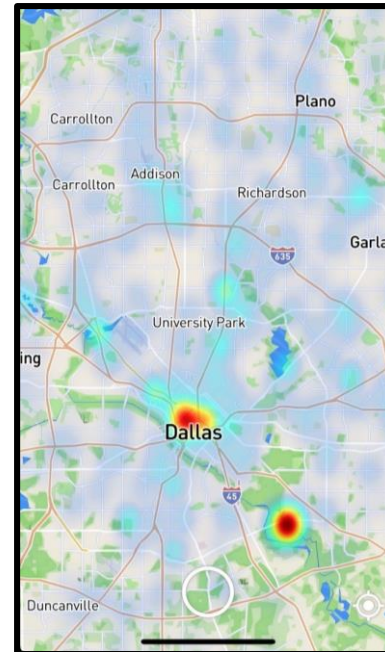 Plano
Carrollton
Addison
Carrollton
Richardson
Garla
635
University Park
ing
Dallas
45
Duncanville